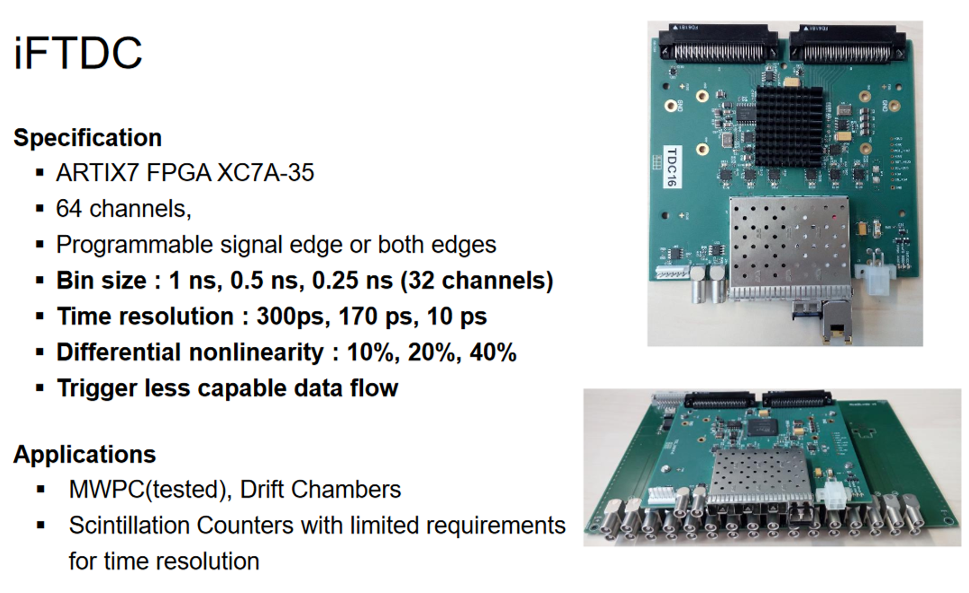 iFTDC
Specification
▪ ARTIX7 FPGA XC7A-35
▪ 64 channels,
▪ Programmable signal edge or both edges
▪ Bin size : 1 ns, 0.5 ns, 0.25 ns (32 channels)
▪ Time resolution : 300ps, 170 ps, 10 ps
▪ Differential nonlinearity : 10%, 20%, 40%
▪ Trigger less capable data flow
Applications
▪ MWPC(tested), Drift Chambers
▪ Scintillation Counters with limited requirements
for time resolution
TDC16
GND
GND